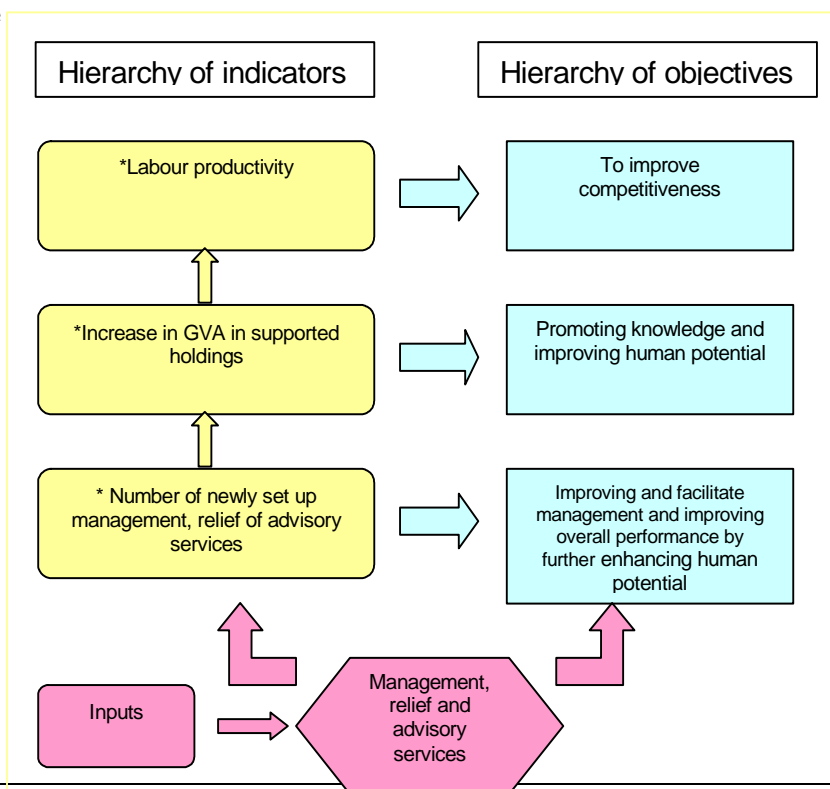 Hierarchy of indicators
Hierarchy of objectives
*Labour productivity
To improve
competitiveness
*Increase in GVA in supported
holdings
Promoting knowledge and
improving human potential
* Number of newly set up
management, relief of advisory
services
Improving and facilitate
management and improving
overall performance by
further enhancing human
potential
Inputs
Management,
relief and
advisory
services